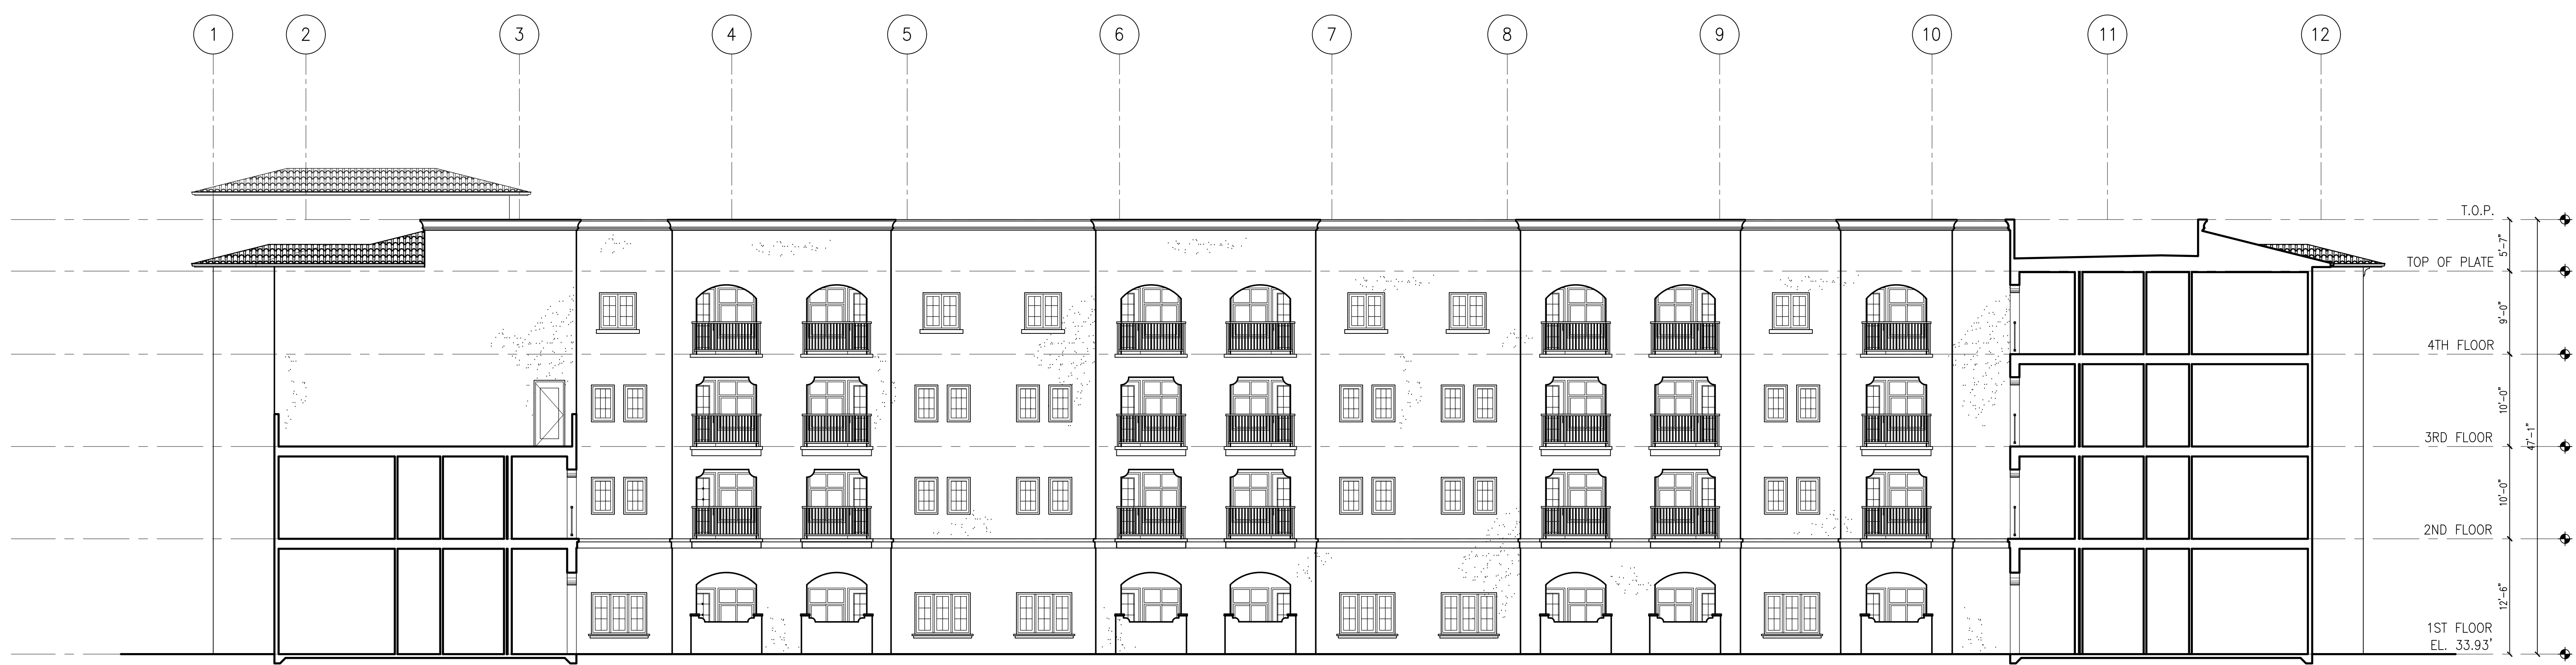 1
2
3
4
5
6
7
8
9
10
11
12
T.O.P.
5'-7"
TOP OF PLATE
9'-0"
4TH FLOOR
10'-0"
3RD FLOOR
47'-1"
10'-0"
2ND FLOOR
12'-6"
1ST FLOOR
EL. 33.93'